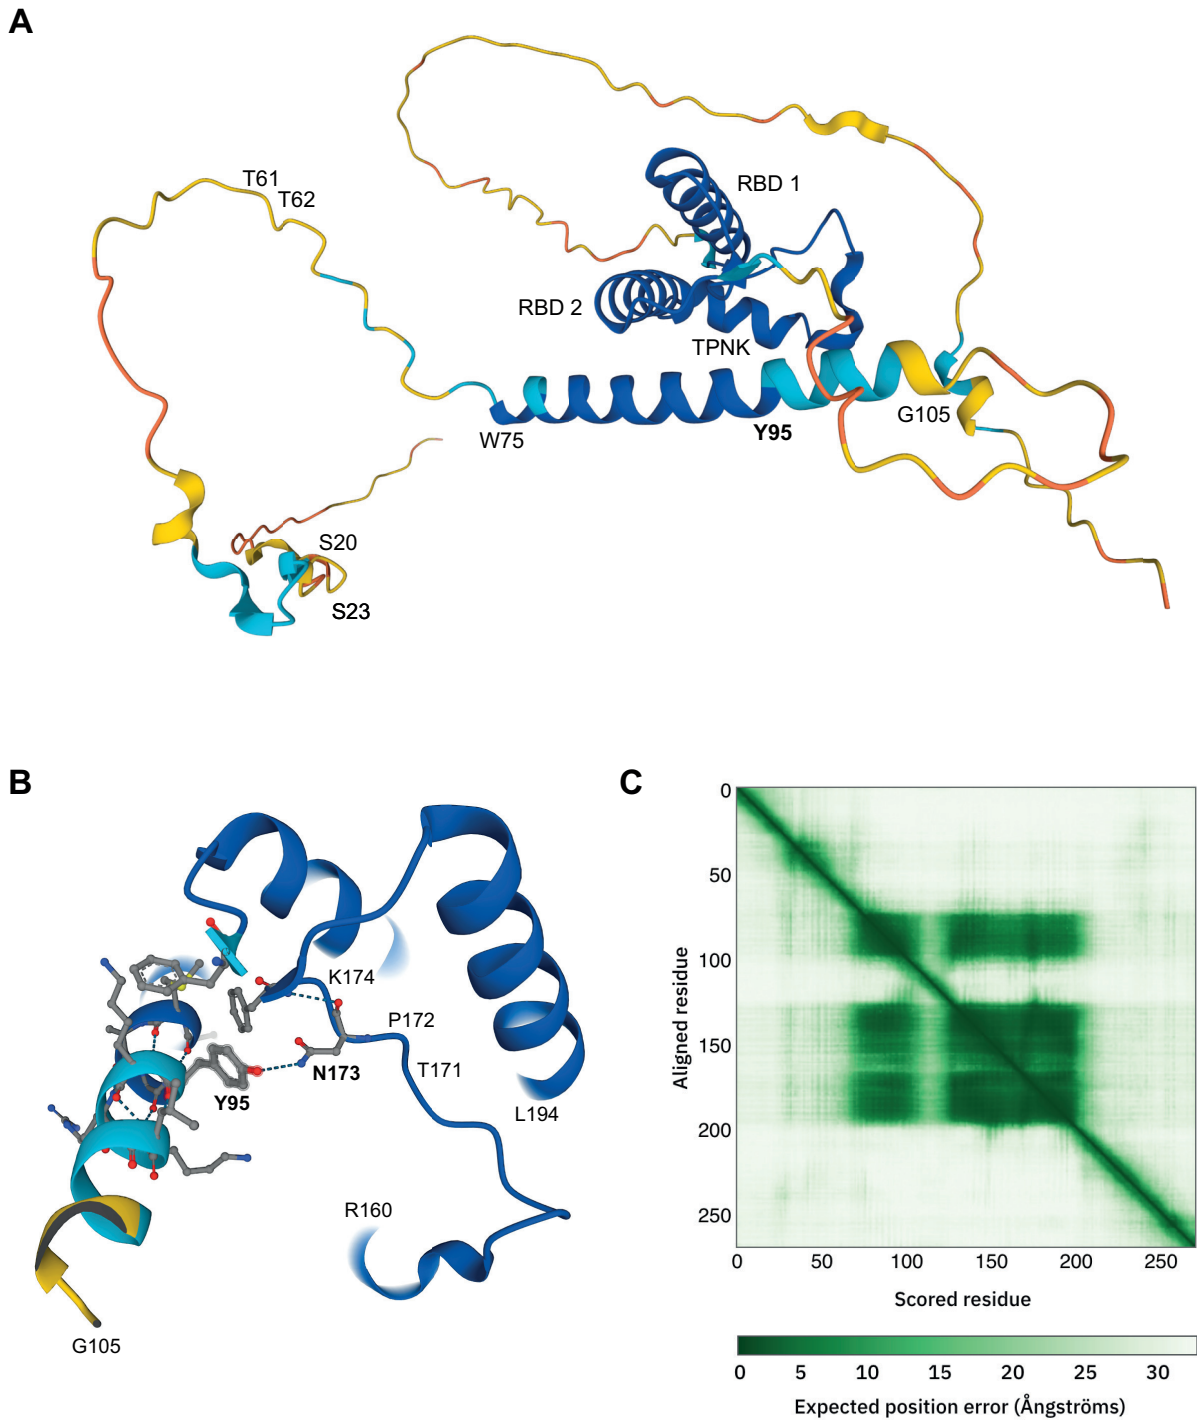 A
T61
T62
RBD 1
RBD 2
TPNK
W75
Y95
G105
S20
S23
B
K174
P172
N173
T171
Y95
L194
R160
G105
C
0
50
100
150
200
250
Aligned residue
0 50 100 150 200 250
Scored residue
0 5 10 15 20 25 30
Expected position error (Ångströms)